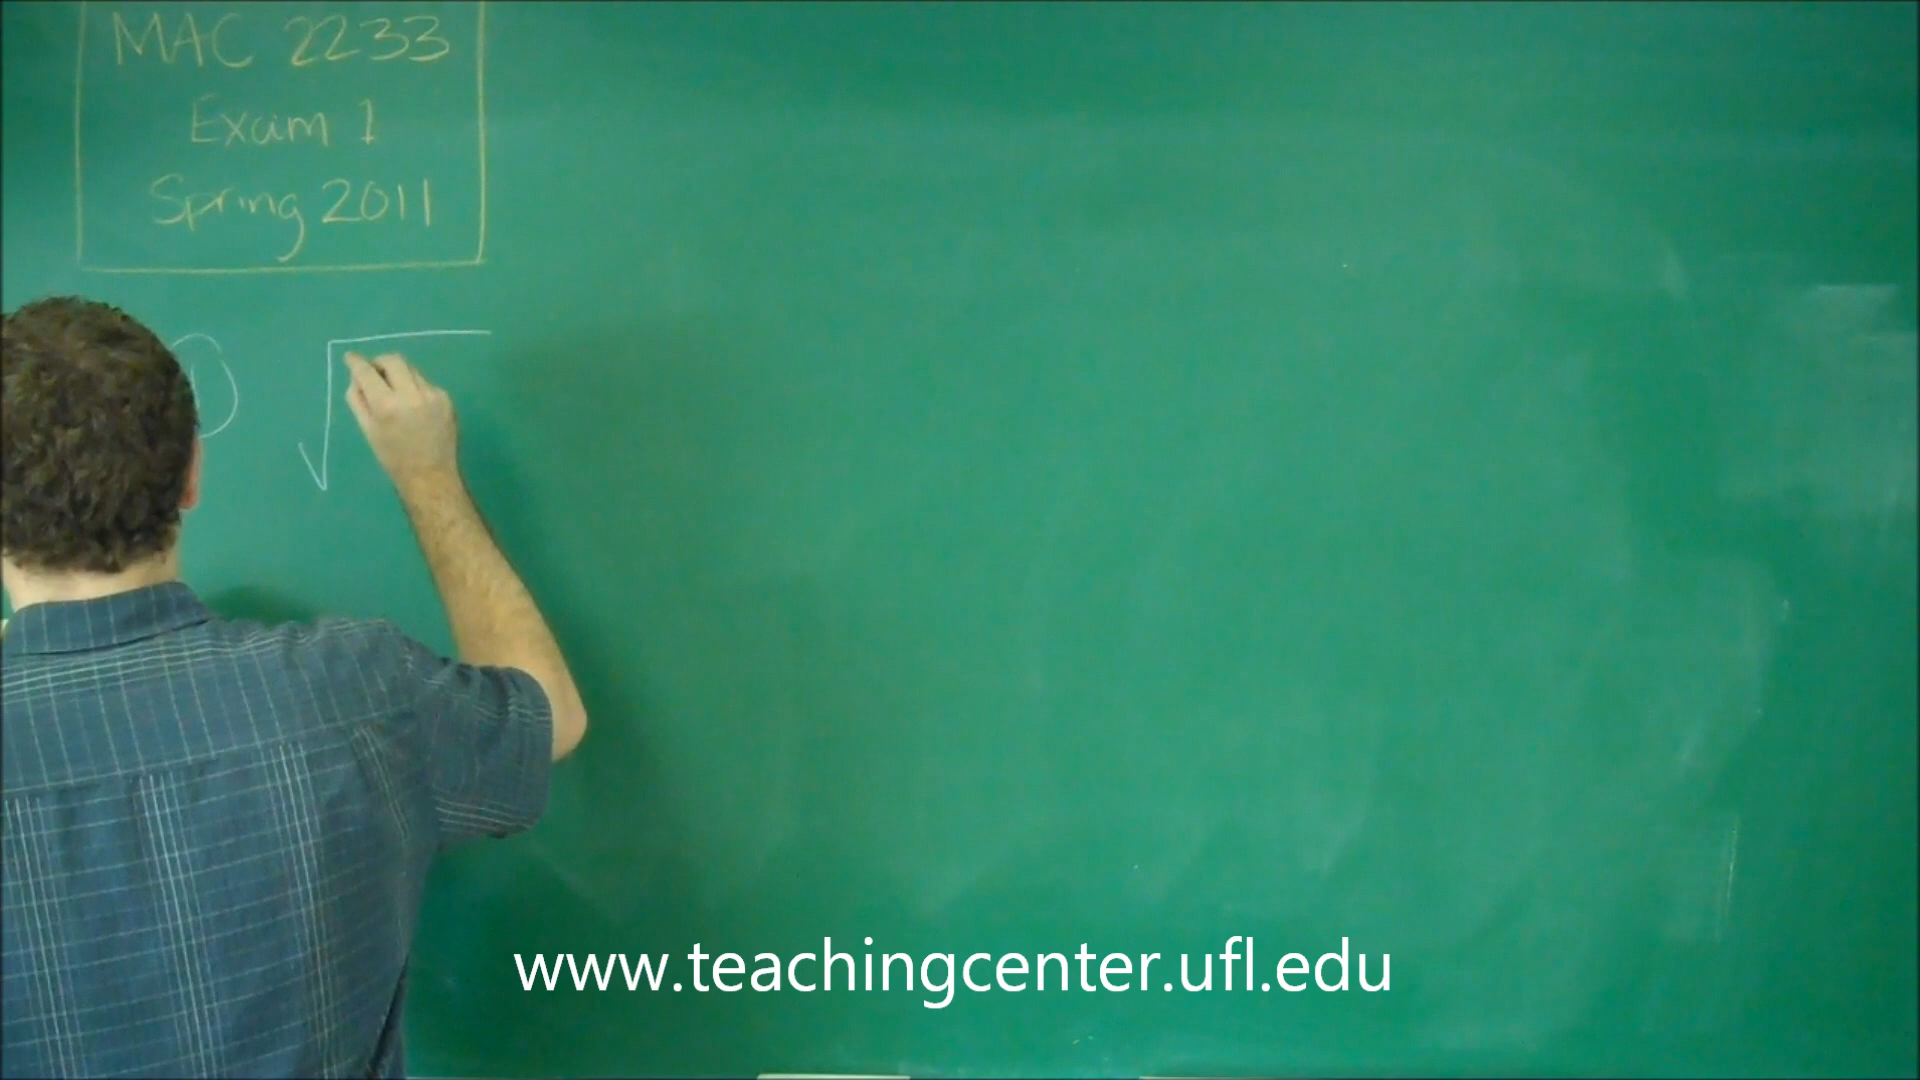 MAC 2233
Exam 1
Spring 2011
√
www.teachingcenter.ufl.edu